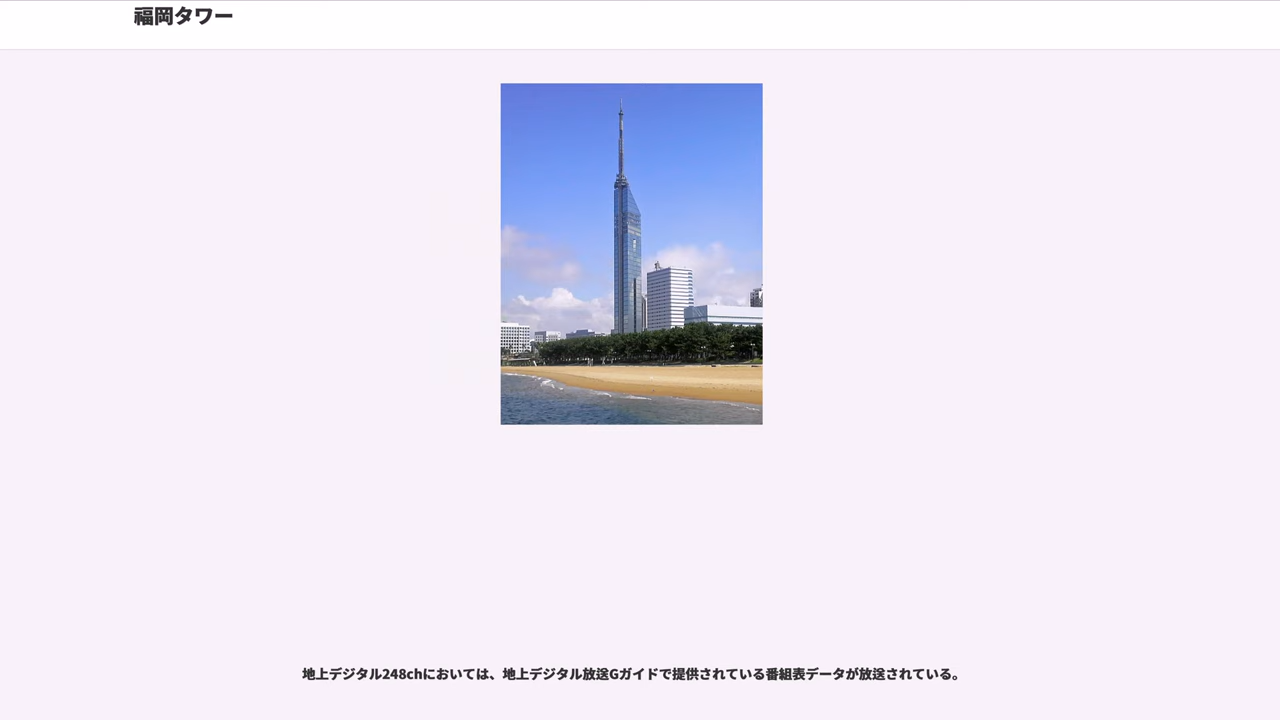 福岡タワー
地上デジタル248chにおいては、地上デジタル放送Gガイドで提供されている番組表データが放送されている。